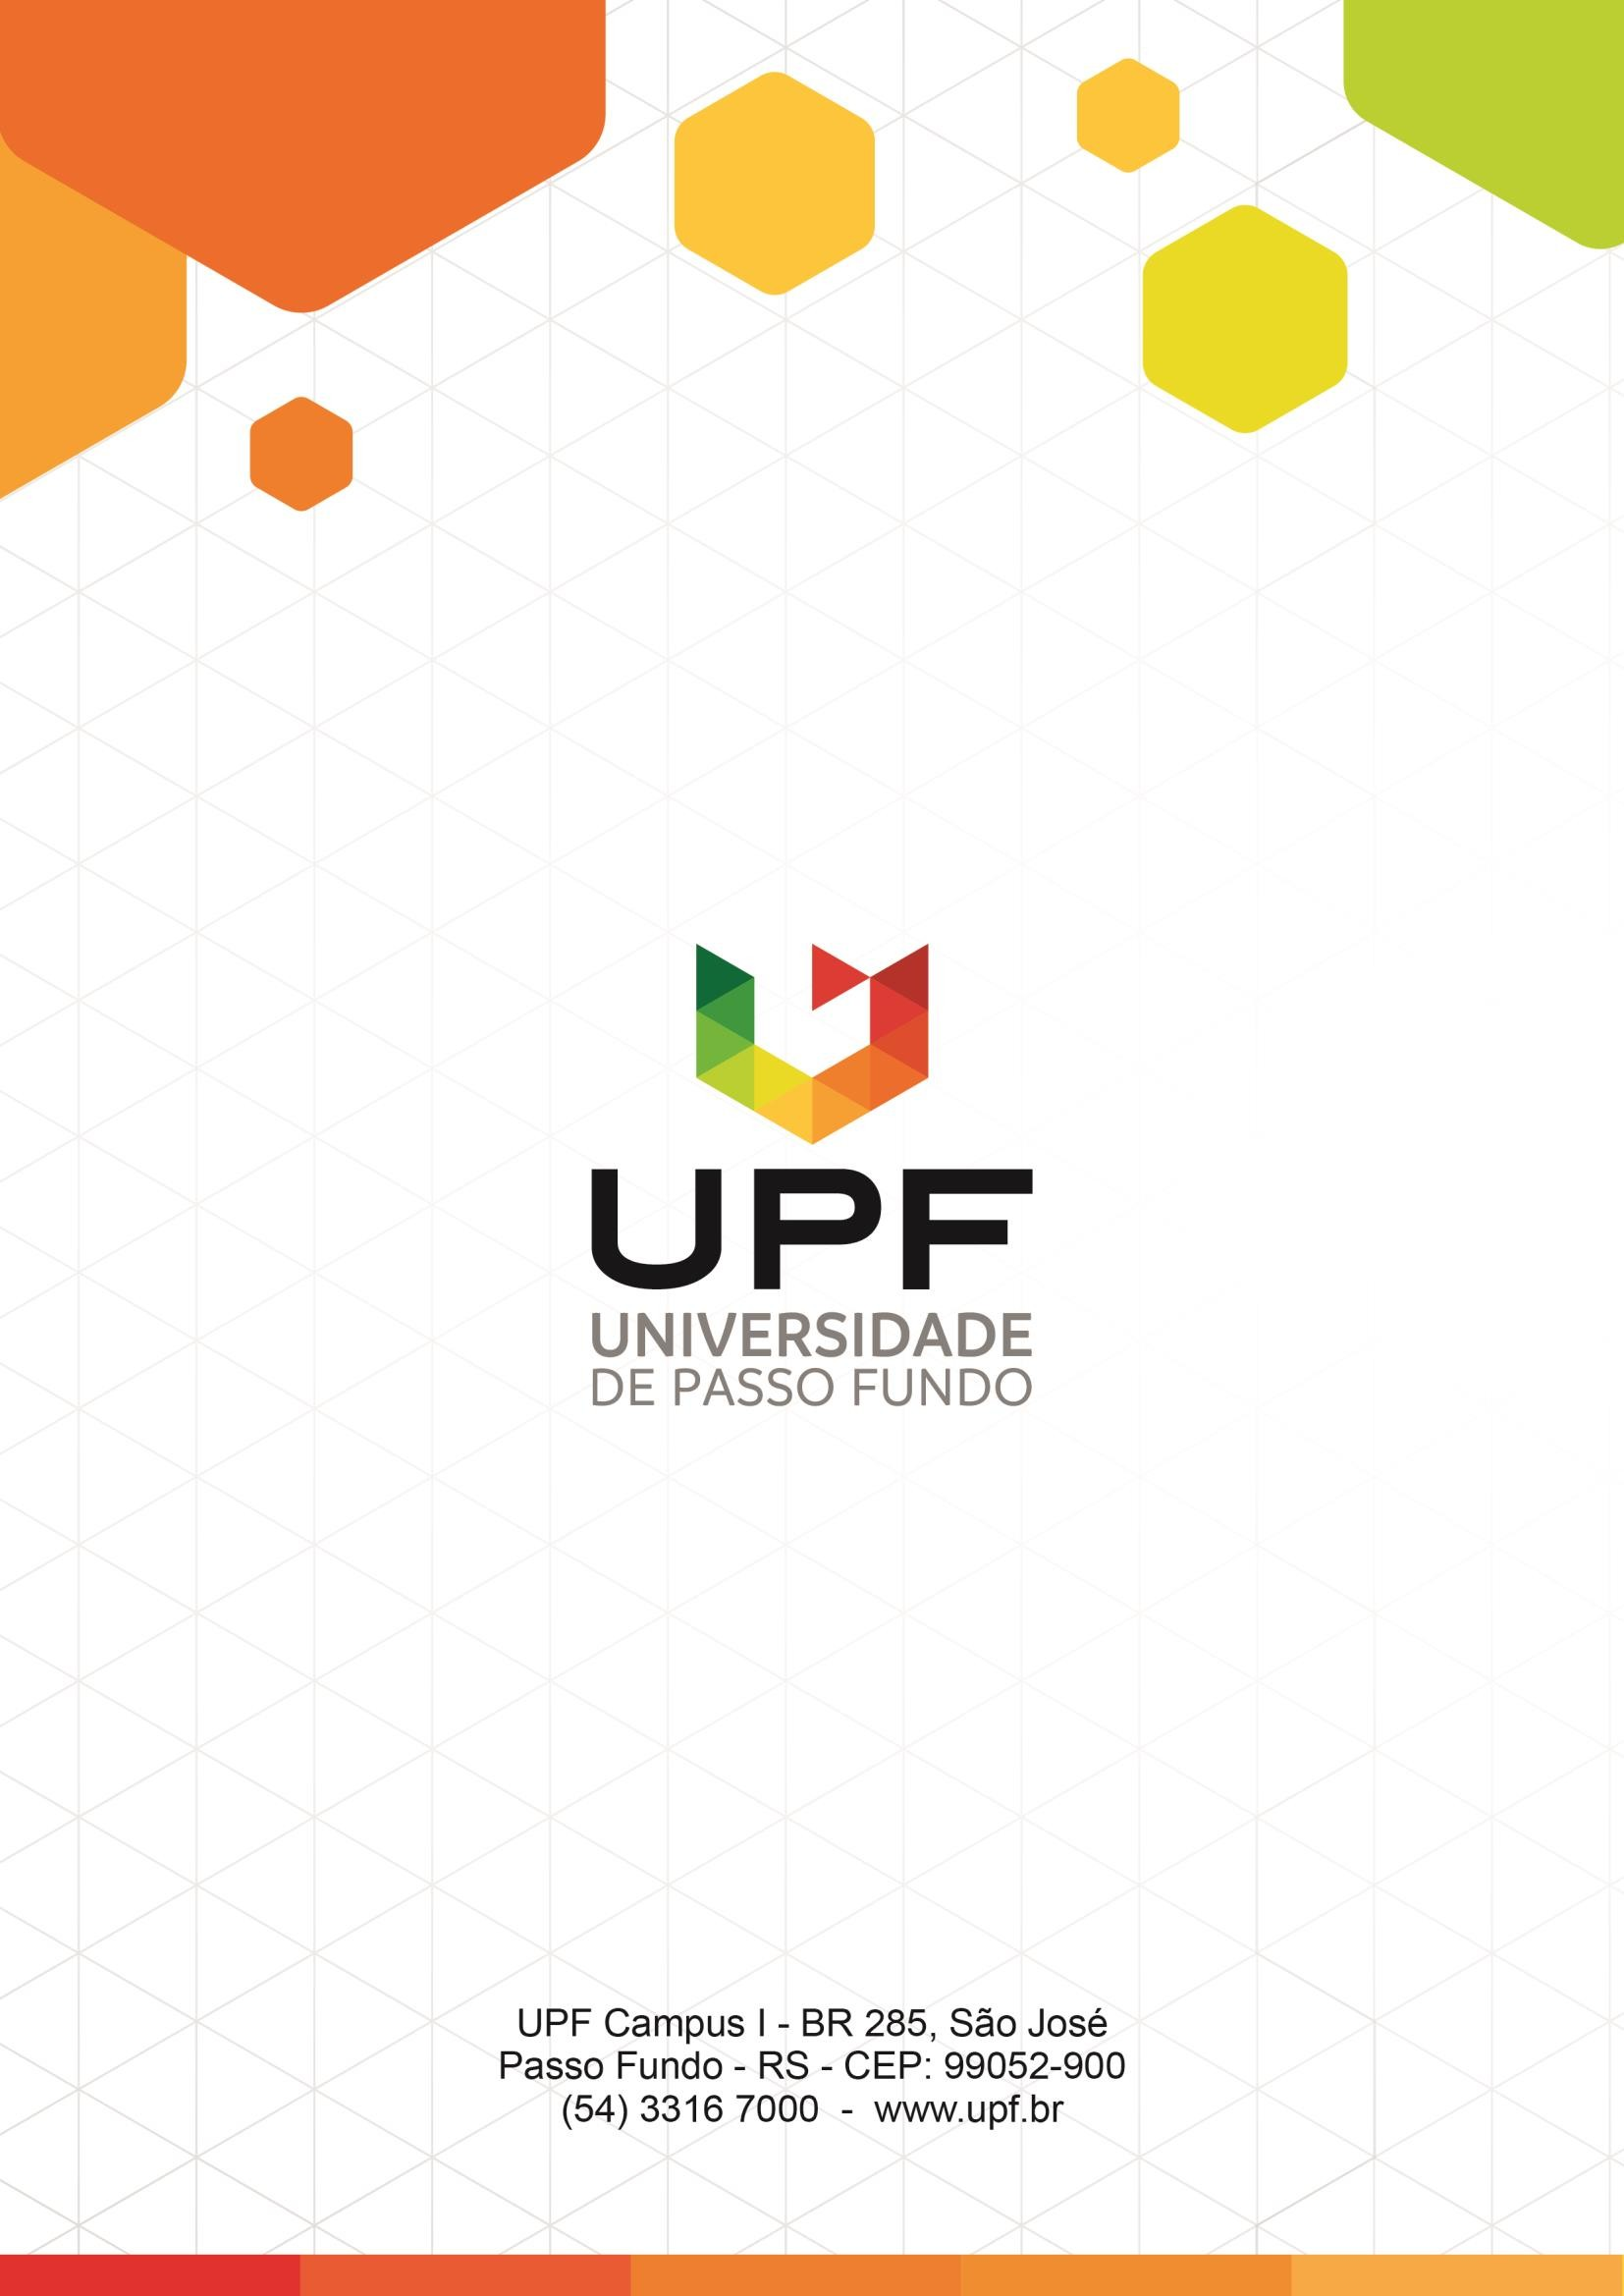 UPF
UNIVERSIDADE
DE PASSO FUNDO
UPF Campus I - BR 285, São José
Passo Fundo - RS - CEP: 99052-900
(54) 3316 7000 - www.upf.br